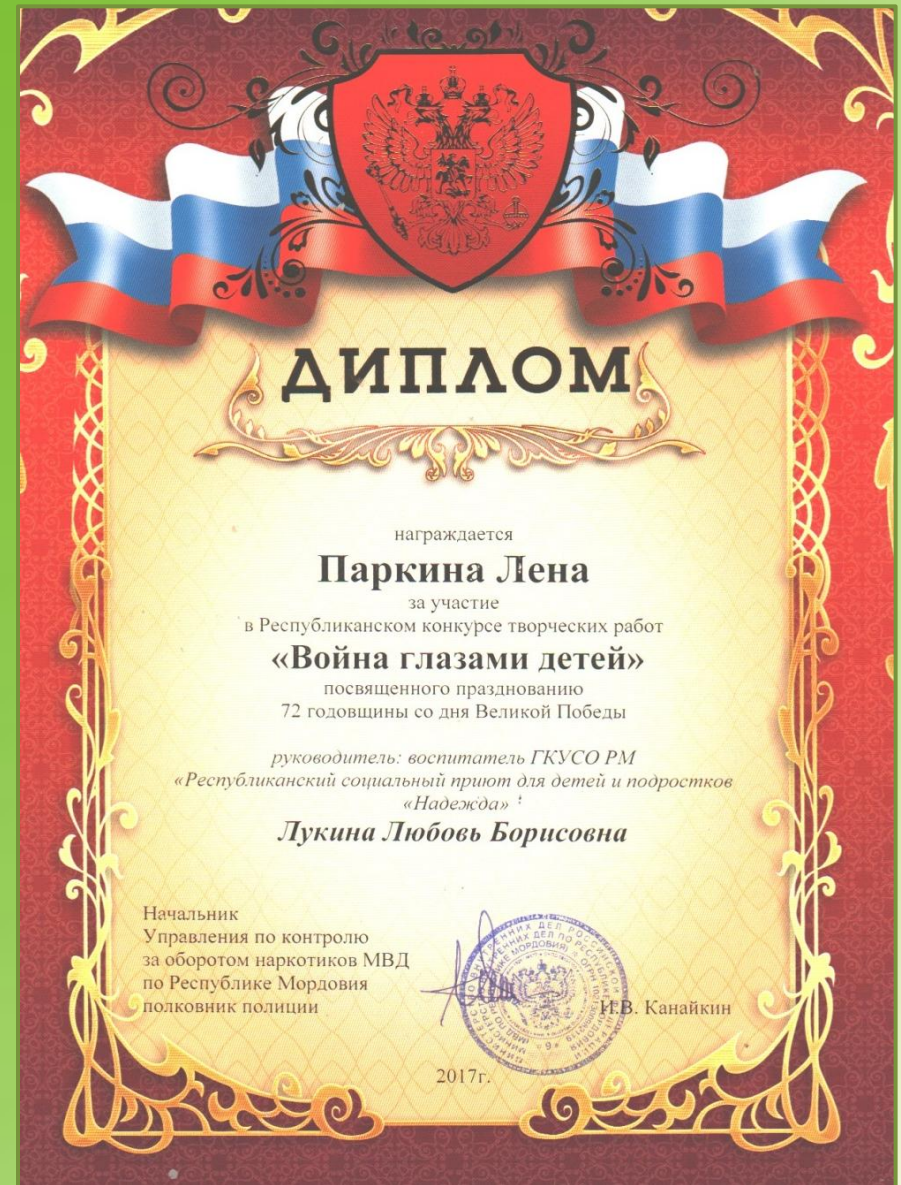 ДИПЛОМ
награждается
Паркина Лена
за участие
в Республиканском конкурсе творческих работ
«Война глазами детей»
посвященного празднованию
72 годовщины со дня Великой Победы
руководитель: воспитатель ГКУСО РМ
«Республиканский социальный приют для детей и подростков
«Надежда»
Лукина Любовь Борисовна
Начальник
Управления по контролю
за оборотом наркотиков МВД
по Республике Мордовия
полковник полиции
И.В. Канайкин
2017г.